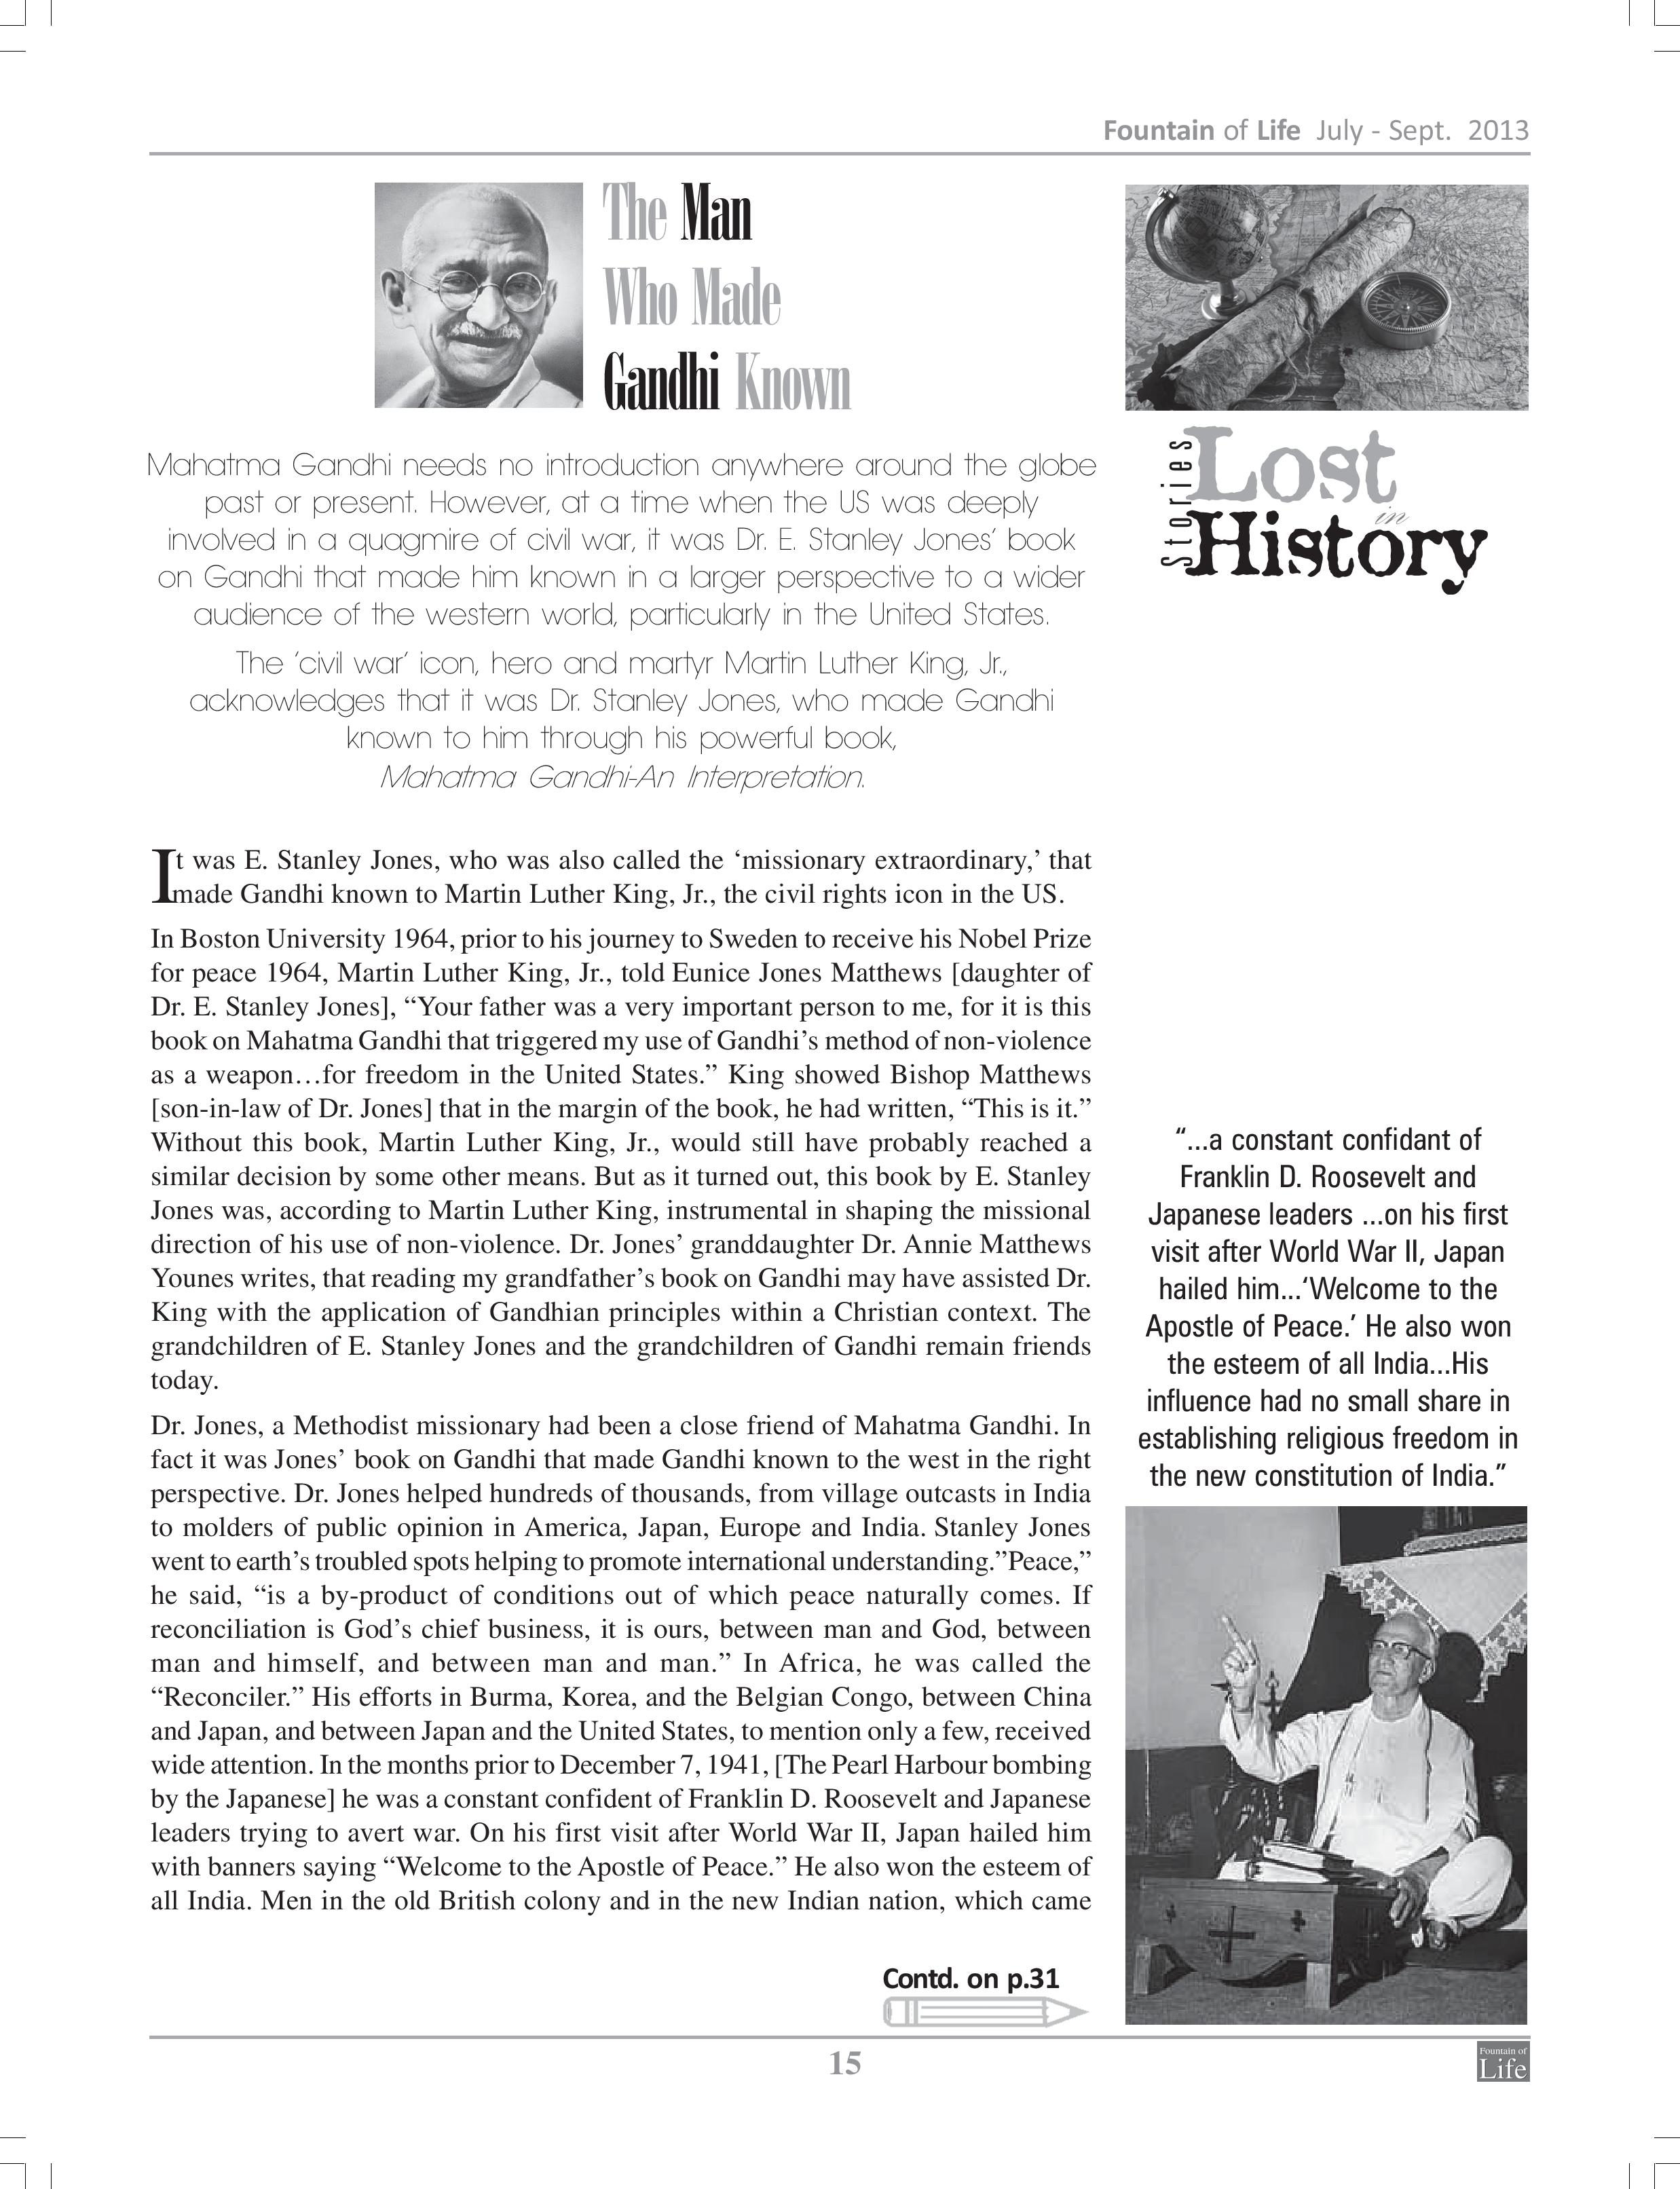 Fountain of Life July - Sept. 2013
The Man
Who Made
Gandhi Known
Mahatma Gandhi needs no introduction anywhere around the globe
past or present. However, at a time when the US was deeply
involved in a quagmire of civil war, it was Dr. E. Stanley Jones’ book
on Gandhi that made him known in a larger perspective to a wider
audience of the western world, particularly in the United States.
The ‘civil war’ icon, hero and martyr Martin Luther King, Jr.,
acknowledges that it was Dr. Stanley Jones, who made Gandhi
known to him through his powerful book,
Mahatma Gandhi-An Interpretation.
It was E. Stanley Jones, who was also called the ‘missionary extraordinary,’ that
made Gandhi known to Martin Luther King, Jr., the civil rights icon in the US.
In Boston University 1964, prior to his journey to Sweden to receive his Nobel Prize
for peace 1964, Martin Luther King, Jr., told Eunice Jones Matthews [daughter of
Dr. E. Stanley Jones], “Your father was a very important person to me, for it is this
book on Mahatma Gandhi that triggered my use of Gandhi’s method of non-violence
as a weapon…for freedom in the United States.” King showed Bishop Matthews
[son-in-law of Dr. Jones] that in the margin of the book, he had written, “This is it.”
Without this book, Martin Luther King, Jr., would still have probably reached a
similar decision by some other means. But as it turned out, this book by E. Stanley
Jones was, according to Martin Luther King, instrumental in shaping the missional
direction of his use of non-violence. Dr. Jones’ granddaughter Dr. Annie Matthews
Younes writes, that reading my grandfather’s book on Gandhi may have assisted Dr.
King with the application of Gandhian principles within a Christian context. The
grandchildren of E. Stanley Jones and the grandchildren of Gandhi remain friends
today.
Dr. Jones, a Methodist missionary had been a close friend of Mahatma Gandhi. In
fact it was Jones’ book on Gandhi that made Gandhi known to the west in the right
perspective. Dr. Jones helped hundreds of thousands, from village outcasts in India
to molders of public opinion in America, Japan, Europe and India. Stanley Jones
went to earth’s troubled spots helping to promote international understanding.”Peace,”
he said, “is a by-product of conditions out of which peace naturally comes. If
reconciliation is God’s chief business, it is ours, between man and God, between
man and himself, and between man and man.” In Africa, he was called the
“Reconciler.” His efforts in Burma, Korea, and the Belgian Congo, between China
and Japan, and between Japan and the United States, to mention only a few, received
wide attention. In the months prior to December 7, 1941, [The Pearl Harbour bombing
by the Japanese] he was a constant confident of Franklin D. Roosevelt and Japanese
leaders trying to avert war. On his first visit after World War II, Japan hailed him
with banners saying “Welcome to the Apostle of Peace.” He also won the esteem of
all India. Men in the old British colony and in the new Indian nation, which came
Contd. on p.31
Stories
Lost
in
History
“...a constant confidant of
Franklin D. Roosevelt and
Japanese leaders ...on his first
visit after World War II, Japan
hailed him...‘Welcome to the
Apostle of Peace.’ He also won
the esteem of all India...His
influence had no small share in
establishing religious freedom in
the new constitution of India.”
15
Fountain of
Life